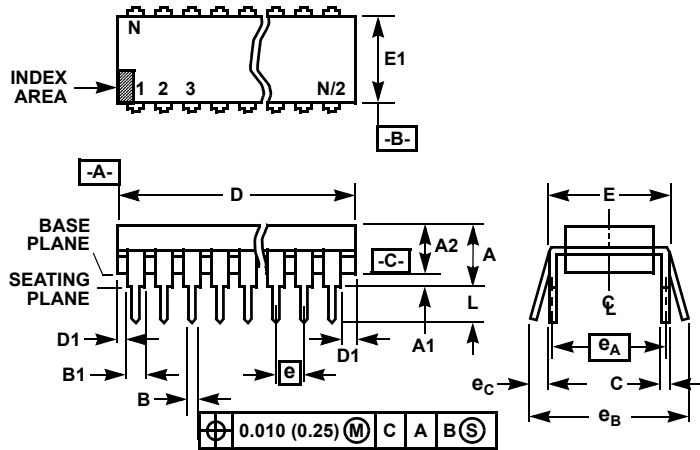 N
E1
INDEX
AREA
1 2 3 N/2
-B-
-A-
D E
BASE
PLANE
A2 A
-C-
SEATING
PLANE
L
℄
D1 A1 D1
e
eA
B1
eC C
B
eB
⌖ 0.010 (0.25) Ⓜ C A B Ⓢ